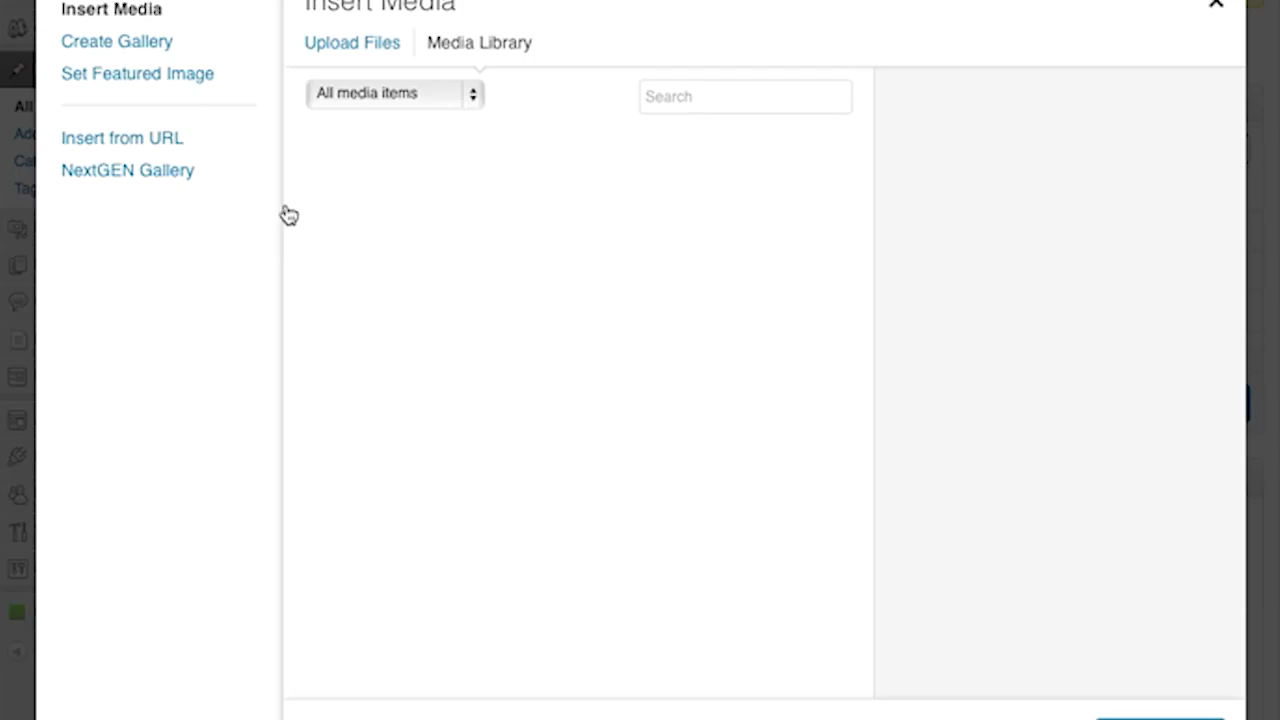 Insert Media
Create Gallery
Set Featured Image
Insert from URL
NextGEN Gallery
Insert Media
Upload Files
Media Library
All media items
Search
All